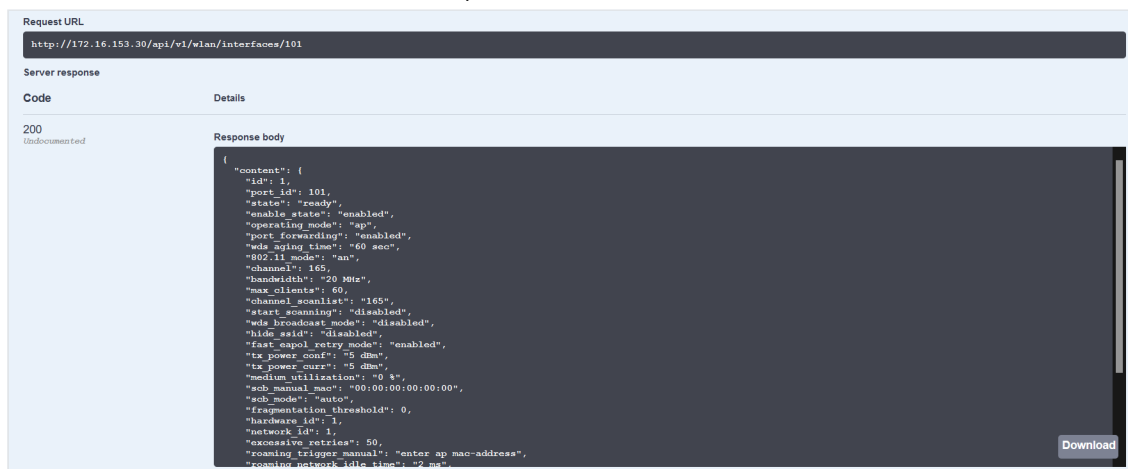 Request URL
http://172.16.153.30/api/v1/wlan/interfaces/101
Server response
Code Details
200
Undocumented
Response body
{
"content": {
"id": 1,
"port_id": 101,
"state": "ready",
"enable_state": "enabled",
"operating_mode": "ap",
"port_forwarding": "enabled",
"wds_aging_time": "60 sec",
"802.11_mode": "an",
"channel": 165,
"bandwidth": "20 MHz",
"max_clients": 60,
"channel_scanlist": "165",
"start_scanning": "disabled",
"wds_broadcast_mode": "disabled",
"hide_ssid": "disabled",
"fast_eapol_retry_mode": "enabled",
"tx_power_conf": "5 dBm",
"tx_power_curr": "5 dBm",
"medium_utilization": "0 %",
"scb_manual_mac": "00:00:00:00:00:00",
"scb_mode": "auto",
"fragmentation_threshold": 0,
"hardware_id": 1,
"network_id": 1,
"excessive_retries": 50,
"roaming_trigger_manual": "enter ap mac-address",
"roaming_network_idle_time": "2 ms",
Download